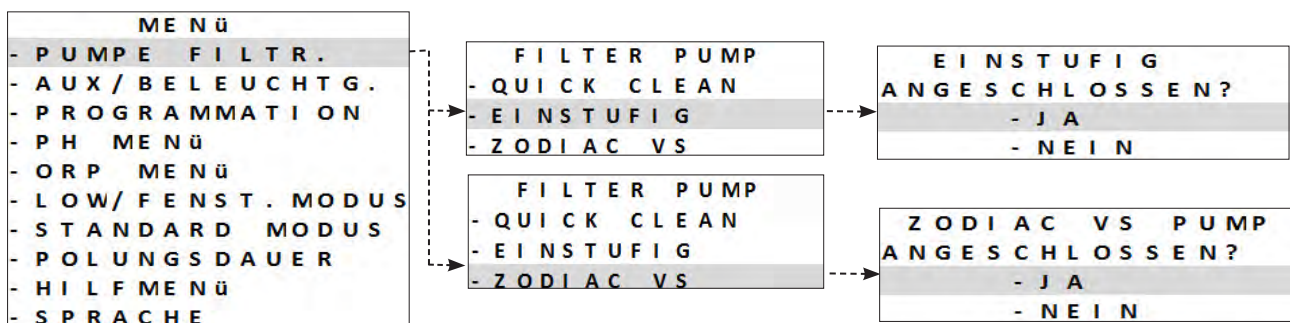 MENü
- PUMPE FILTR.
- AUX/BELEUCHTG.
- PROGRAMMATION
- PH MENü
- ORP MENü
- LOW/FENST.MODUS
- STANDARD MODUS
- POLUNGSDAUER
- HILFMENü
- SPRACHE
FILTER PUMP
- QUICK CLEAN
- EINSTUFIG
- ZODIAC VS
EINSTUFIG
ANGESCHLOSSEN?
- JA
- NEIN
FILTER PUMP
- QUICK CLEAN
- EINSTUFIG
- ZODIAC VS
ZODIAC VS PUMP
ANGESCHLOSSEN?
- JA
- NEIN